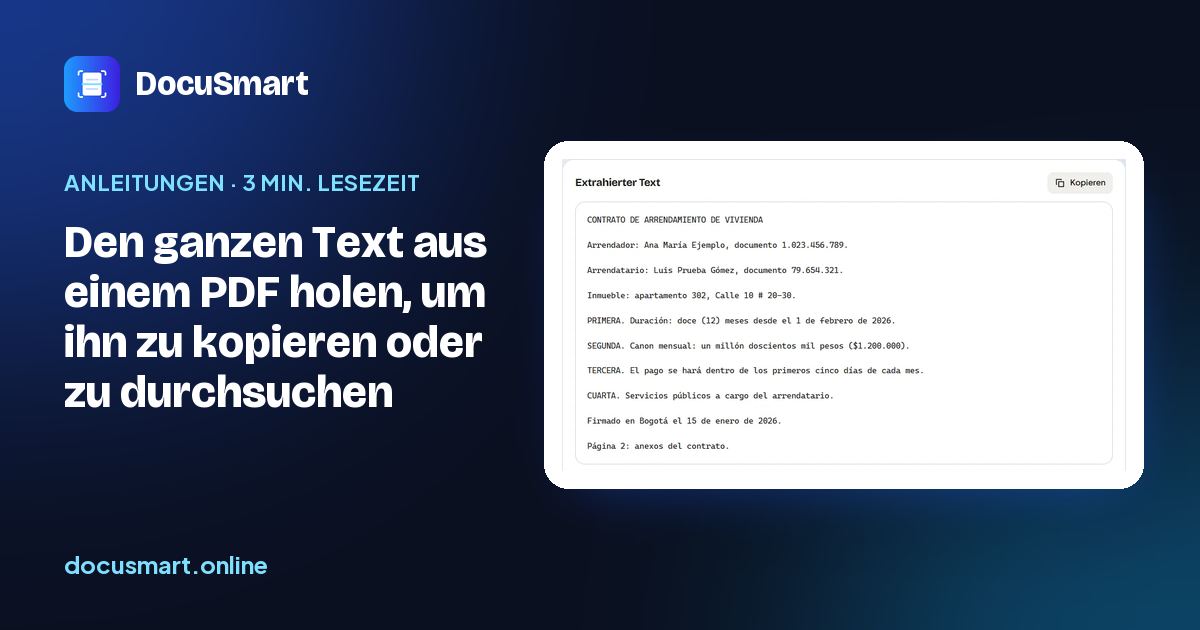 DocuSmart
ANLEITUNGEN · 3 MIN. LESEZEIT
Den ganzen Text aus
einem PDF holen, um
ihn zu kopieren oder
zu durchsuchen
docusmart.online
Extrahierter Text
Kopieren
CONTRATO DE ARRENDAMIENTO DE VIVIENDA
Arrendador: Ana María Ejemplo, documento 1.023.456.789.
Arrendatario: Luis Prueba Gómez, documento 79.654.321.
Inmueble: apartamento 302, Calle 10 # 20-30.
PRIMERA. Duración: doce (12) meses desde el 1 de febrero de 2026.
SEGUNDA. Canon mensual: un millón doscientos mil pesos ($1.200.000).
TERCERA. El pago se hará dentro de los primeros cinco días de cada mes.
CUARTA. Servicios públicos a cargo del arrendatario.
Firmado en Bogotá el 15 de enero de 2026.
Página 2: anexos del contrato.